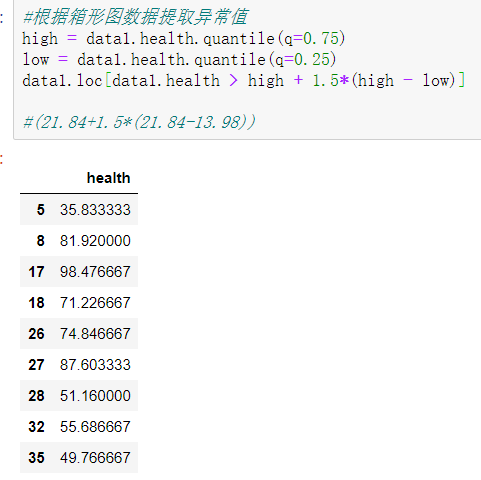 :
#根据箱形图数据提取异常值
high = data1.health.quantile(q=0.75)
low = data1.health.quantile(q=0.25)
data1.loc[data1.health > high + 1.5*(high - low)]
#(21.84+1.5*(21.84-13.98))
:
health
5 35.833333
8 81.920000
17 98.476667
18 71.226667
26 74.846667
27 87.603333
28 51.160000
32 55.686667
35 49.766667